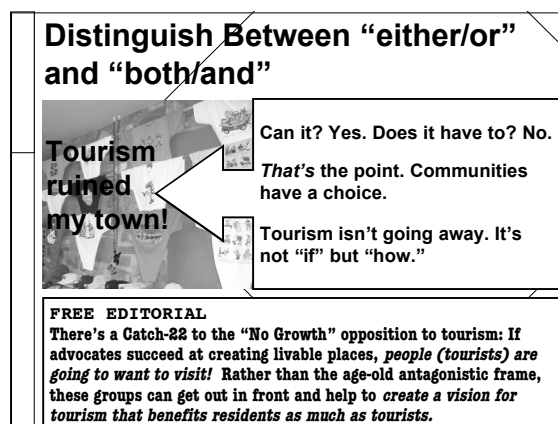 Distinguish Between “either/or”
and “both/and”
Tourism
ruined
my town!
Can it? Yes. Does it have to? No.
That’s the point. Communities
have a choice.
Tourism isn’t going away. It’s
not “if” but “how.”
FREE EDITORIAL
There’s a Catch-22 to the “No Growth” opposition to tourism: If
advocates succeed at creating livable places, people (tourists) are
going to want to visit! Rather than the age-old antagonistic frame,
these groups can get out in front and help to create a vision for
tourism that benefits residents as much as tourists.